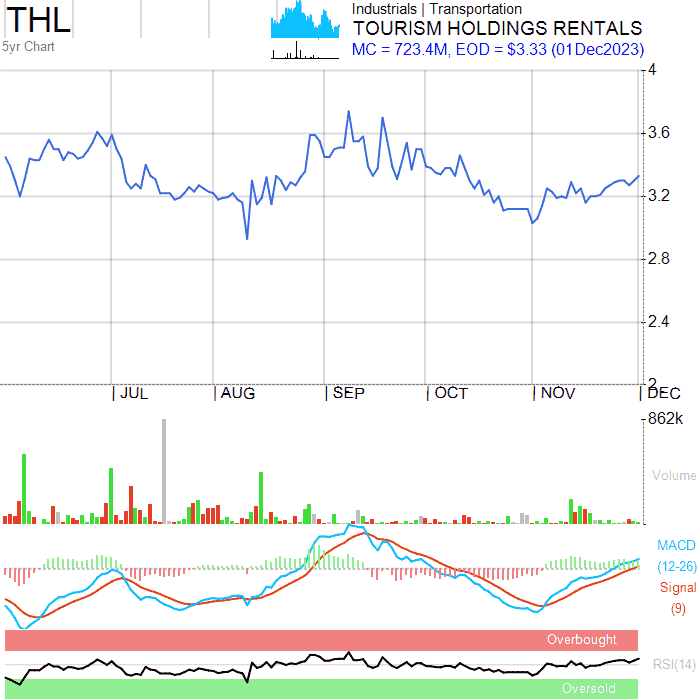 THL
Industrials | Transportation
TOURISM HOLDINGS RENTALS
5yr Chart
MC = 723.4M, EOD = $3.33 (01Dec2023)
4
3.6
3.2
2.8
2.4
2
JUL AUG SEP OCT NOV DEC
862k
Volume
MACD
(12-26)
Signal
(9)
Overbought
RSI(14)
Oversold